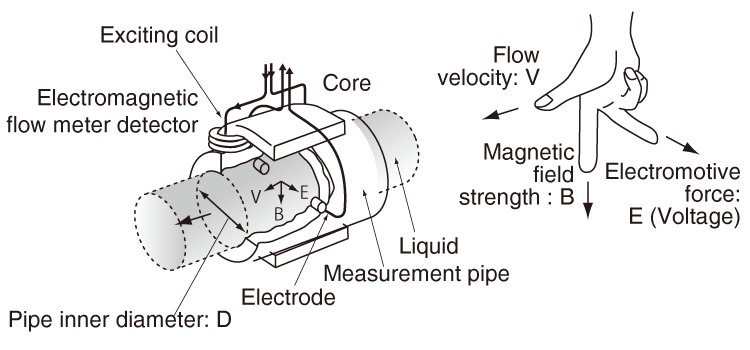 Exciting coil
Electromagnetic
flow meter detector
Core
V
E
B
Liquid
Measurement pipe
Electrode
Pipe inner diameter: D
Flow
velocity: V
Magnetic
field
strength : B
Electromotive
force:
E (Voltage)